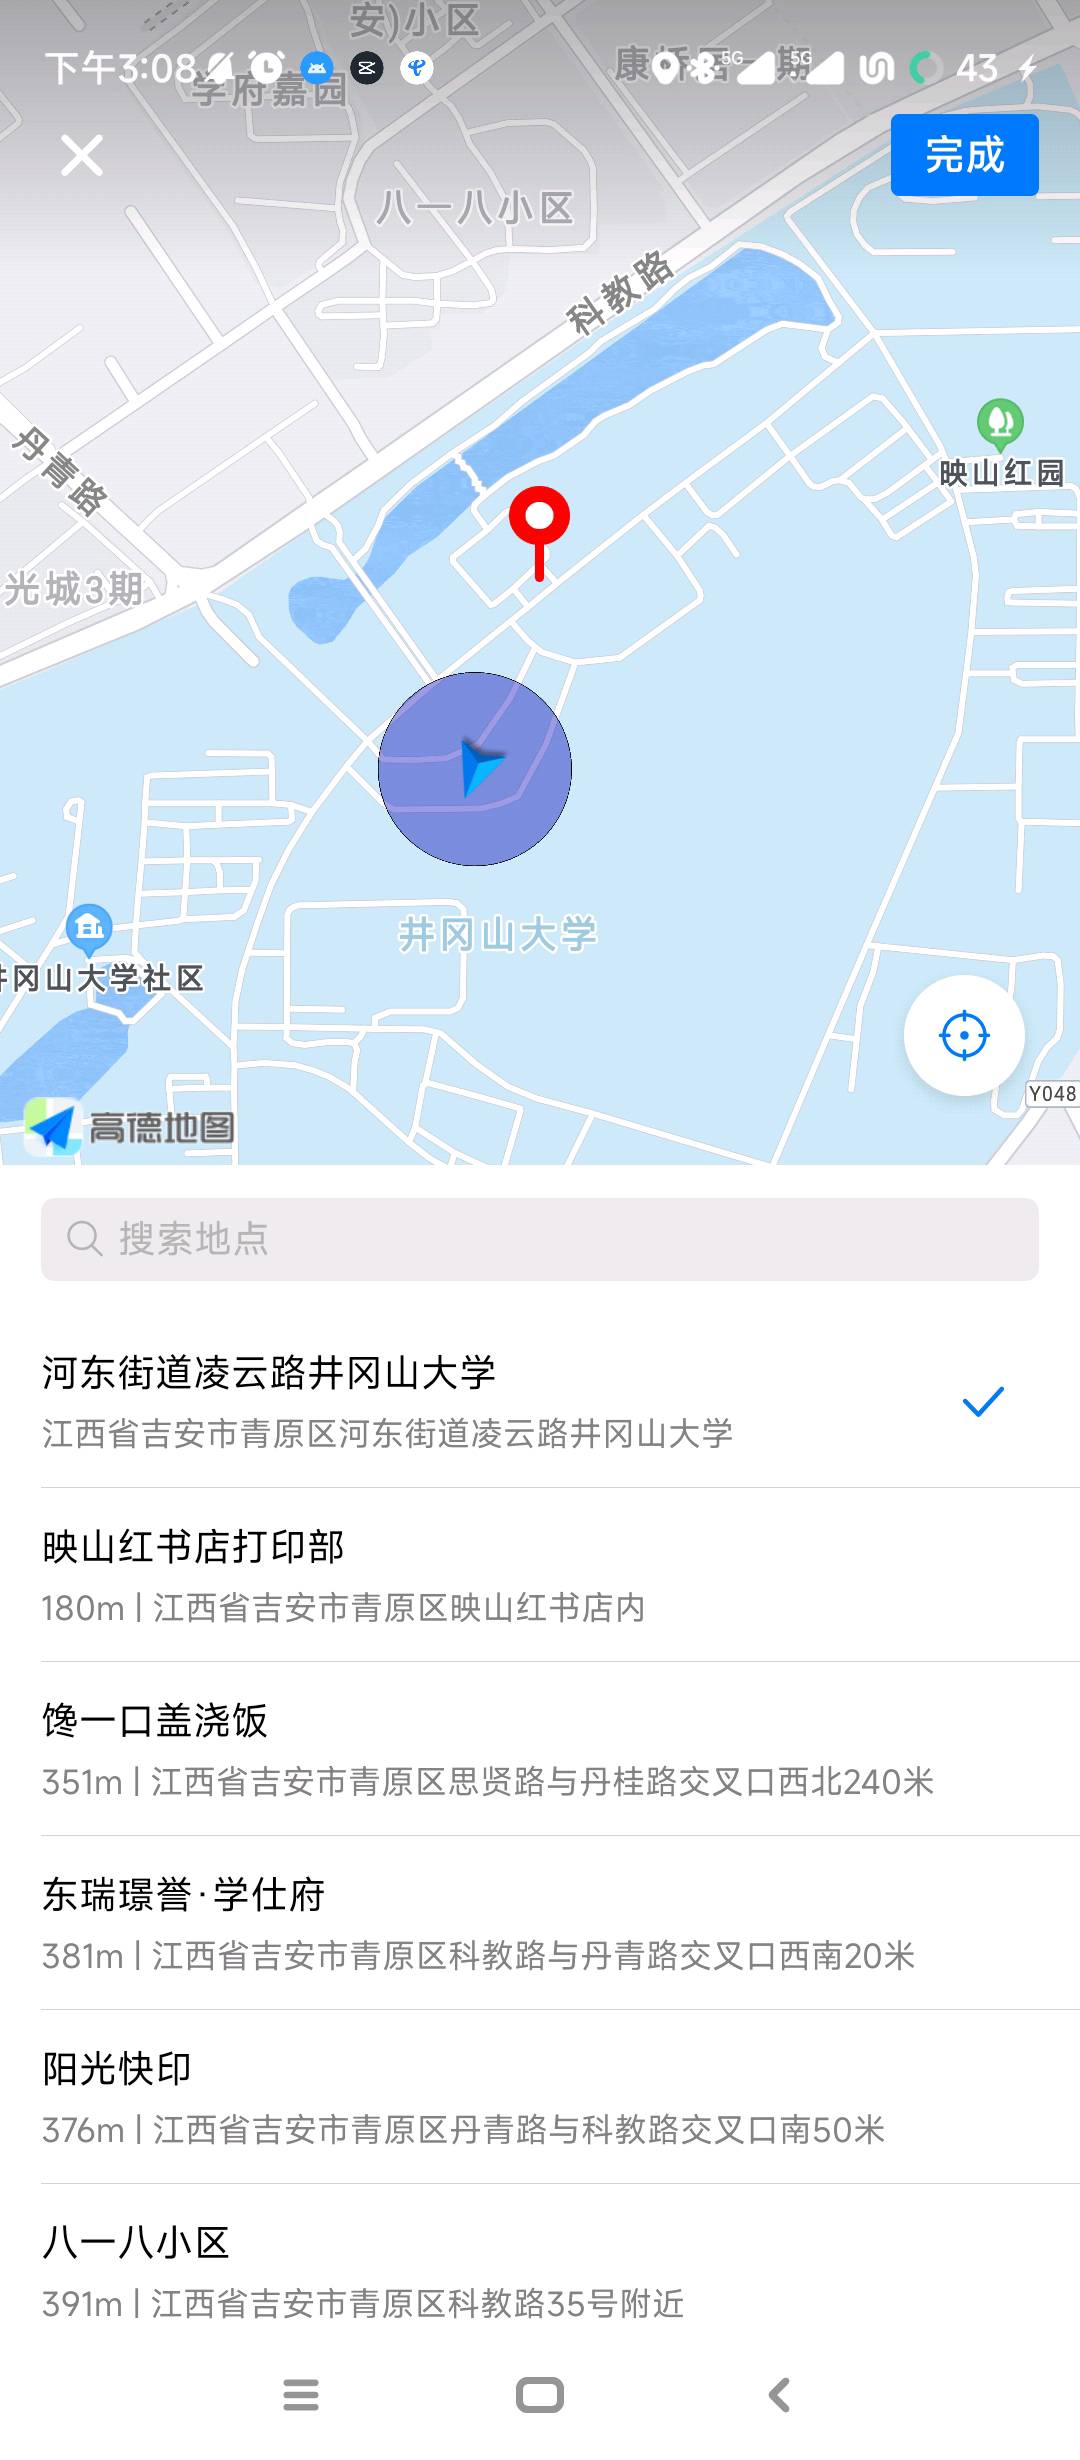 安)小区
下午3:08
5G
5G
43
学府嘉园
康桥居一期
完成
八一八小区
科教路
丹青路
映山红园
光城3期
井冈山大学
井冈山大学社区
Y048
高德地图
搜索地点
河东街道凌云路井冈山大学
江西省吉安市青原区河东街道凌云路井冈山大学
映山红书店打印部
180m | 江西省吉安市青原区映山红书店内
馋一口盖浇饭
351m | 江西省吉安市青原区思贤路与丹桂路交叉口西北240米
东瑞璟誉·学仕府
381m | 江西省吉安市青原区科教路与丹青路交叉口西南20米
阳光快印
376m | 江西省吉安市青原区丹青路与科教路交叉口南50米
八一八小区
391m | 江西省吉安市青原区科教路35号附近